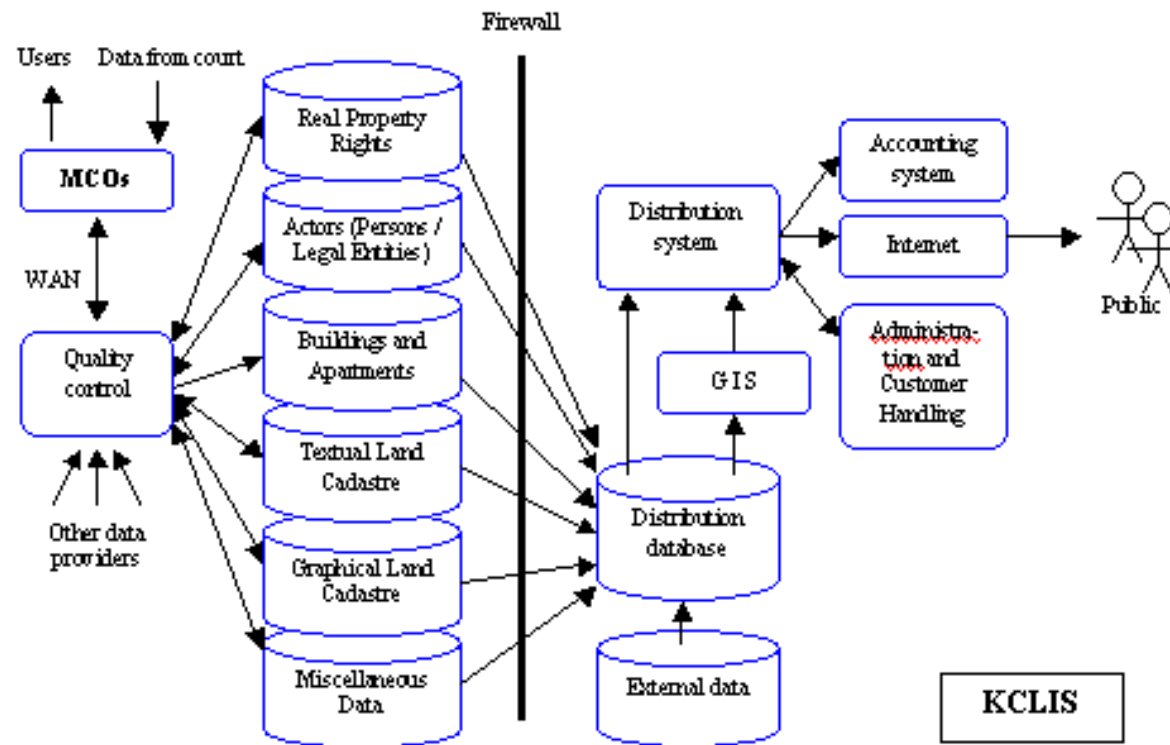 Firewall
Users
Data from court
MCOs
WAN
Quality
control
Other data
providers
Real Property
Rights
Actors (Persons /
Legal Entities)
Buildings and
Apartments
Textual Land
Cadastre
Graphical Land
Cadastre
Miscellaneous
Data
Distribution
system
GIS
Distribution
database
External data
Accounting
system
Internet
Administra-
tion and
Customer
Handling
Public
KCLIS